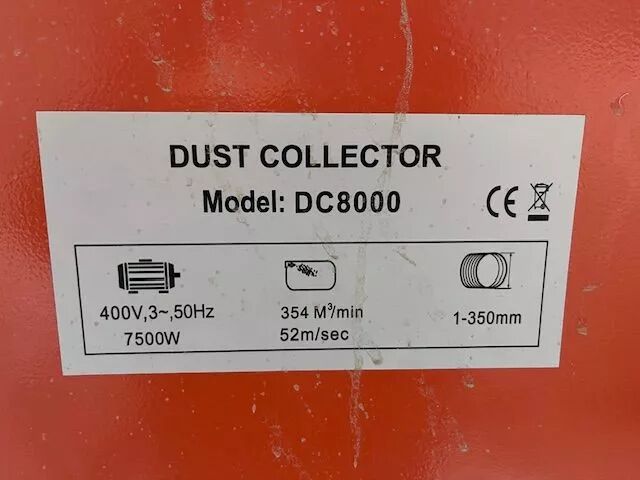 DUST COLLECTOR
Model: DC8000
CE
400V,3~,50Hz
7500W
354 M³/min
52m/sec
1-350mm